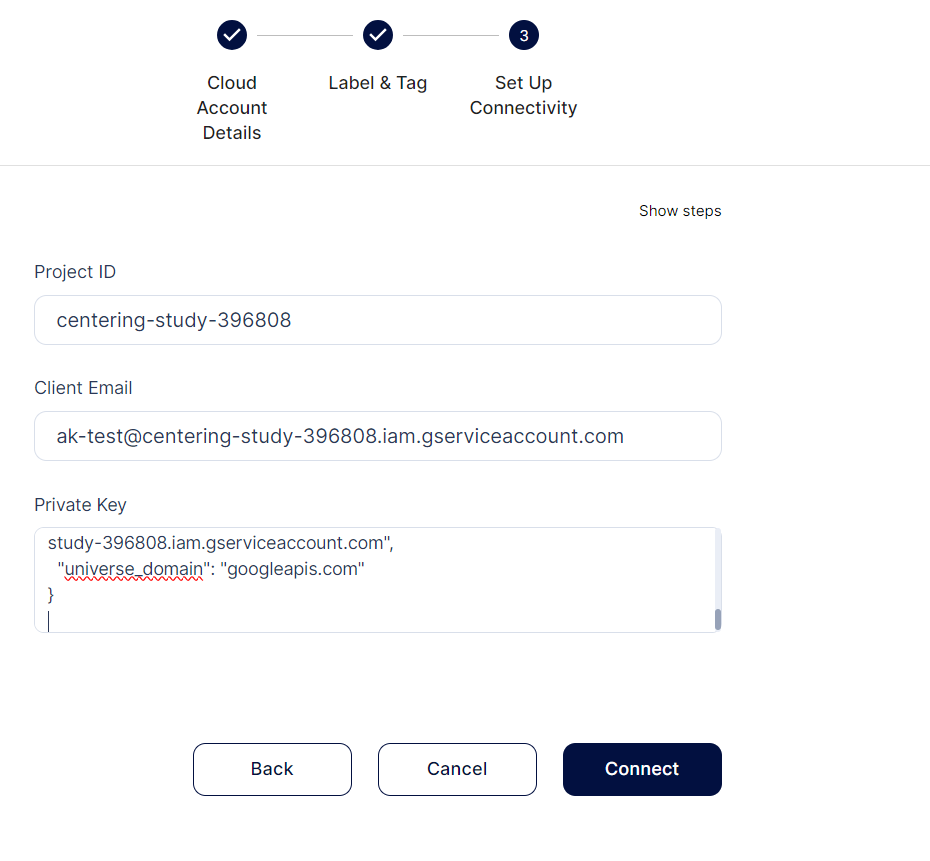 3
Cloud
Account
Details
Label & Tag
Set Up
Connectivity
Show steps
Project ID
centering-study-396808
Client Email
ak-test@centering-study-396808.iam.gserviceaccount.com
Private Key
study-396808.iam.gserviceaccount.com",
"universe_domain": "googleapis.com"
}
Back
Cancel
Connect